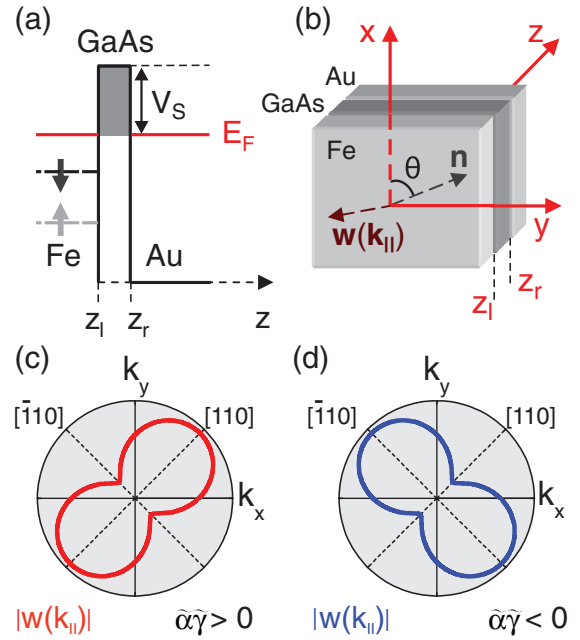 (a)
GaAs
V_S
E_F
Fe
Au
z_l
z_r
z
(b)
x
z
Au
GaAs
Fe
θ
n
w(k_||)
y
z_l
z_r
(c)
k_y
[1̄10]
[110]
k_x
|w(k_||)|
α̃γ̃ > 0
(d)
k_y
[1̄10]
[110]
k_x
|w(k_||)|
α̃γ̃ < 0